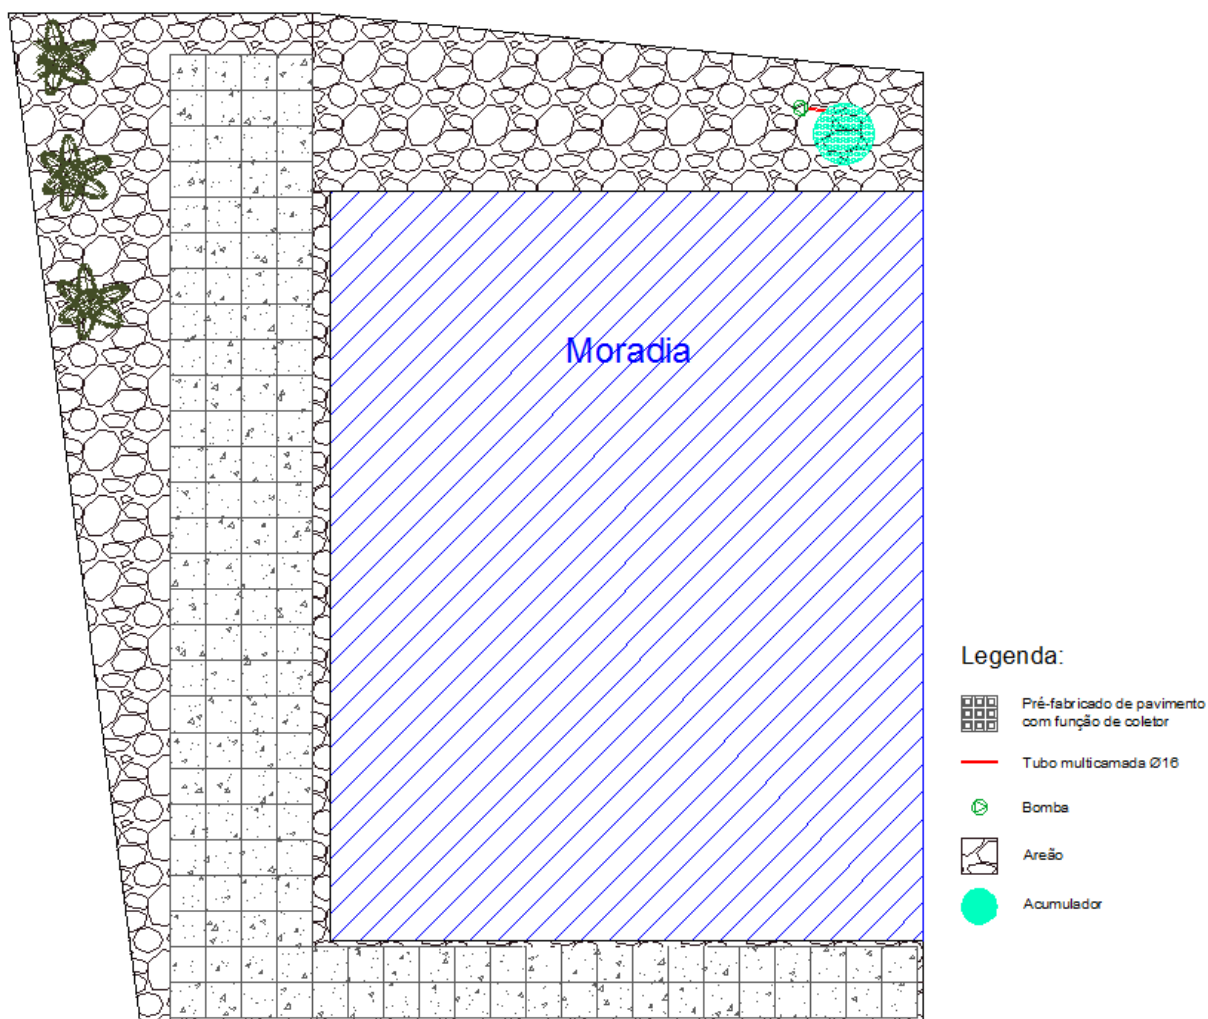 Moradia
Legenda:
Pré-fabricado de pavimento
com função de coletor
Tubo multicamada Ø16
Bomba
Areão
Acumulador